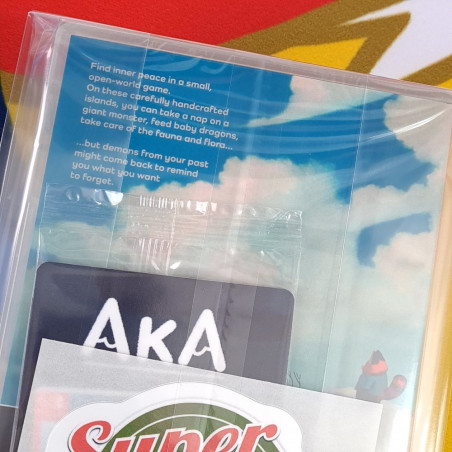 Find inner peace in a small,
open-world game.
On these carefully handcrafted
islands, you can take a nap on a
giant monster, feed baby dragons,
take care of the fauna and flora...
...but demons from your past
might come back to remind
you what you want
to forget.
AKA
Super